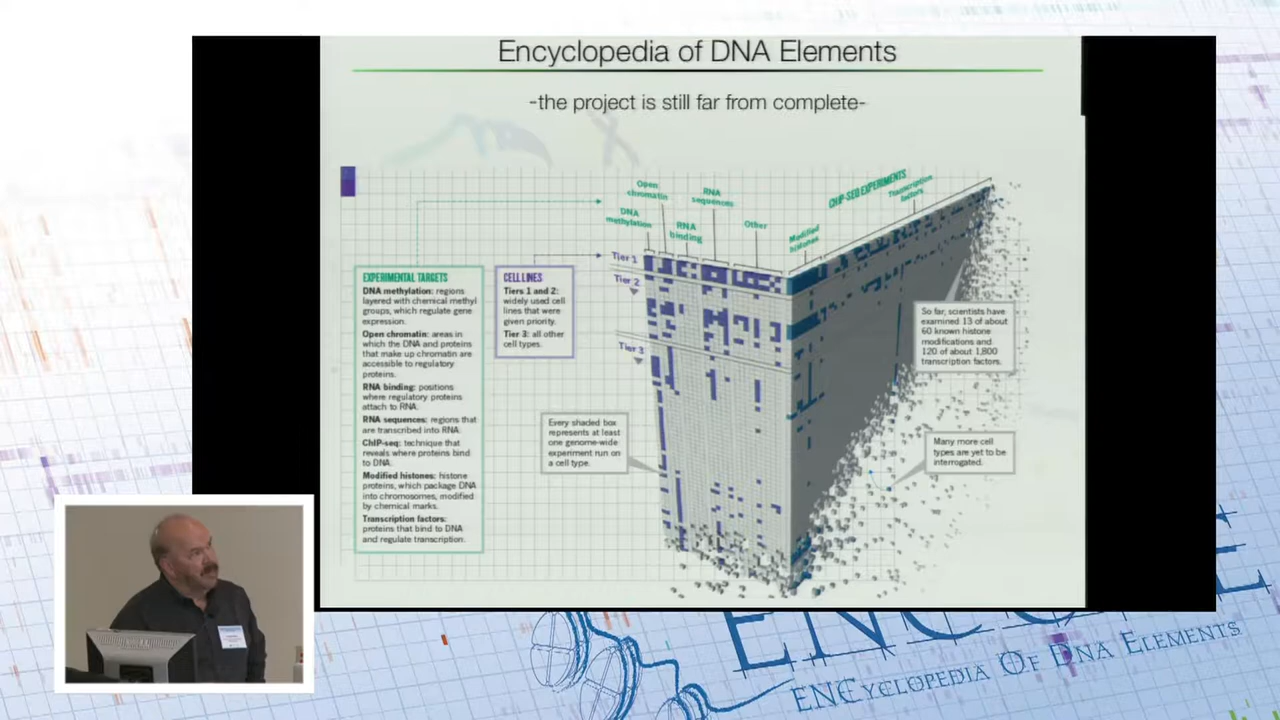 Encyclopedia of DNA Elements
-the project is still far from complete-
Open
chromatin
RNA
sequences
CHIP-SEQ EXPERIMENTS
Transcription
factors
DNA
methylation
RNA
binding
Other
Modified
histones
Tier 1
Tier 2
Tier 3
EXPERIMENTAL TARGETS
DNA methylation: regions
layered with chemical methyl
groups, which regulate gene
expression.
Open chromatin: areas in
which the DNA and proteins
that make up chromatin are
accessible to regulatory
proteins.
RNA binding: positions
where regulatory proteins
attach to RNA.
RNA sequences: regions that
are transcribed into RNA.
ChIP-seq: technique that
reveals where proteins bind
to DNA.
Modified histones: histone
proteins, which package DNA
into chromosomes, modified
by chemical marks.
Transcription factors:
proteins that bind to DNA
and regulate transcription.
CELL LINES
Tiers 1 and 2:
widely used cell
lines that were
given priority.
Tier 3: all other
cell types.
Every shaded box
represents at least
one genome-wide
experiment run on
a cell type.
So far, scientists have
examined 13 of about
60 known histone
modifications and
120 of about 1,800
transcription factors.
Many more cell
types are yet to be
interrogated.
ENCYCLOPEDIA OF DNA ELEMENTS